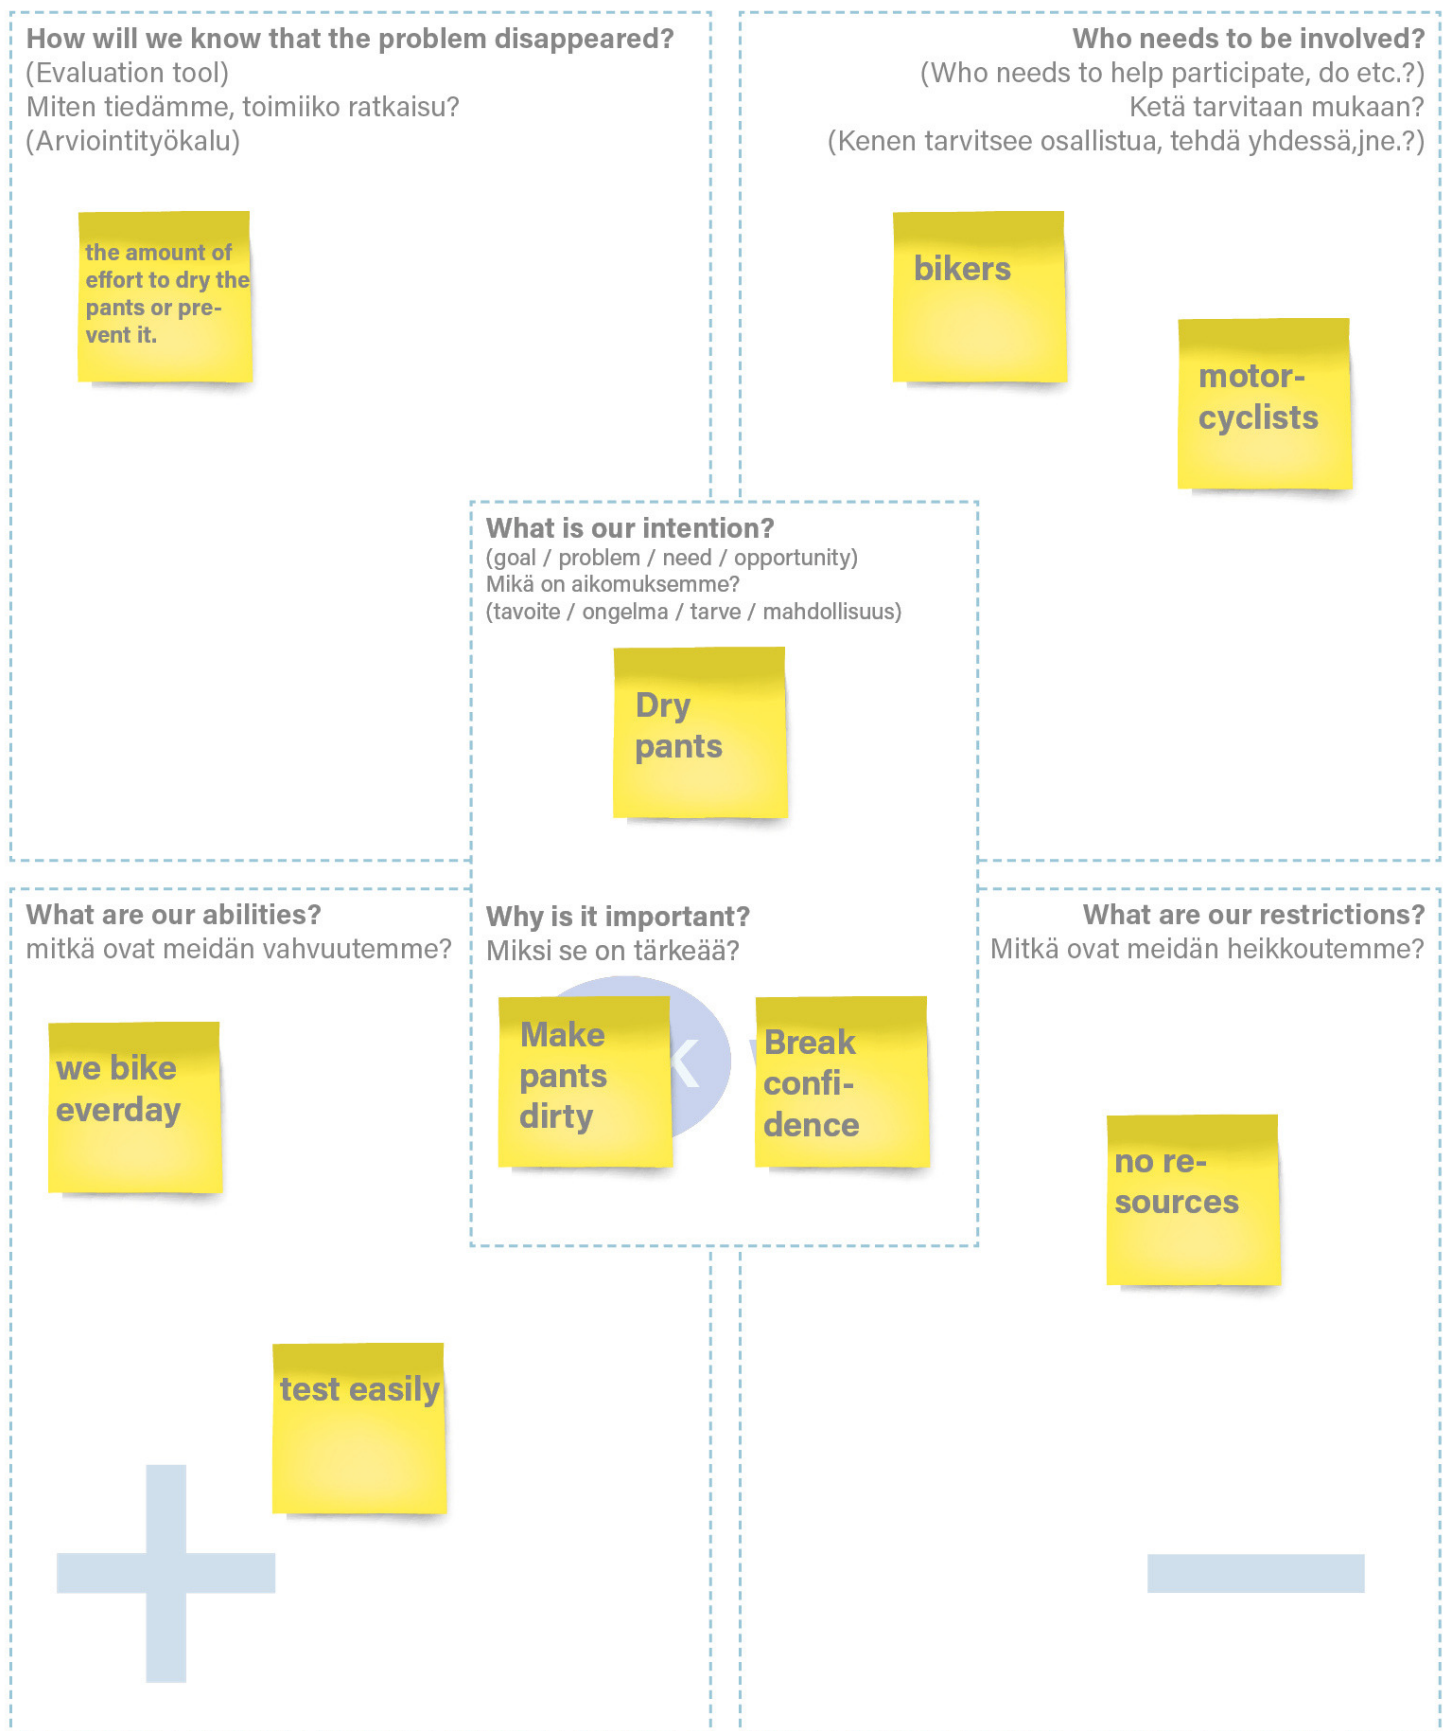 How will we know that the problem disappeared?
(Evaluation tool)
Miten tiedämme, toimiiko ratkaisu?
(Arviointityökalu)
the amount of
effort to dry the
pants or pre-
vent it.
Who needs to be involved?
(Who needs to help participate, do etc.?)
Ketä tarvitaan mukaan?
(Kenen tarvitsee osallistua, tehdä yhdessä,jne.?)
bikers
motor-
cyclists
What is our intention?
(goal / problem / need / opportunity)
Mikä on aikomuksemme?
(tavoite / ongelma / tarve / mahdollisuus)
Dry
pants
Why is it important?
Miksi se on tärkeää?
Make
pants
dirty
Break
confi-
dence
What are our abilities?
mitkä ovat meidän vahvuutemme?
we bike
everday
test easily
What are our restrictions?
Mitkä ovat meidän heikkoutemme?
no re-
sources